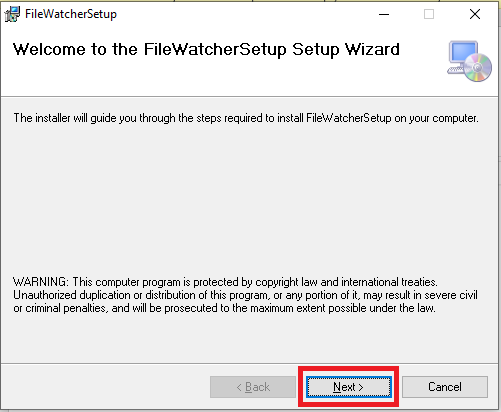 FileWatcherSetup
Welcome to the FileWatcherSetup Setup Wizard
The installer will guide you through the steps required to install FileWatcherSetup on your computer.
WARNING: This computer program is protected by copyright law and international treaties.
Unauthorized duplication or distribution of this program, or any portion of it, may result in severe civil
or criminal penalties, and will be prosecuted to the maximum extent possible under the law.
< Back Next > Cancel